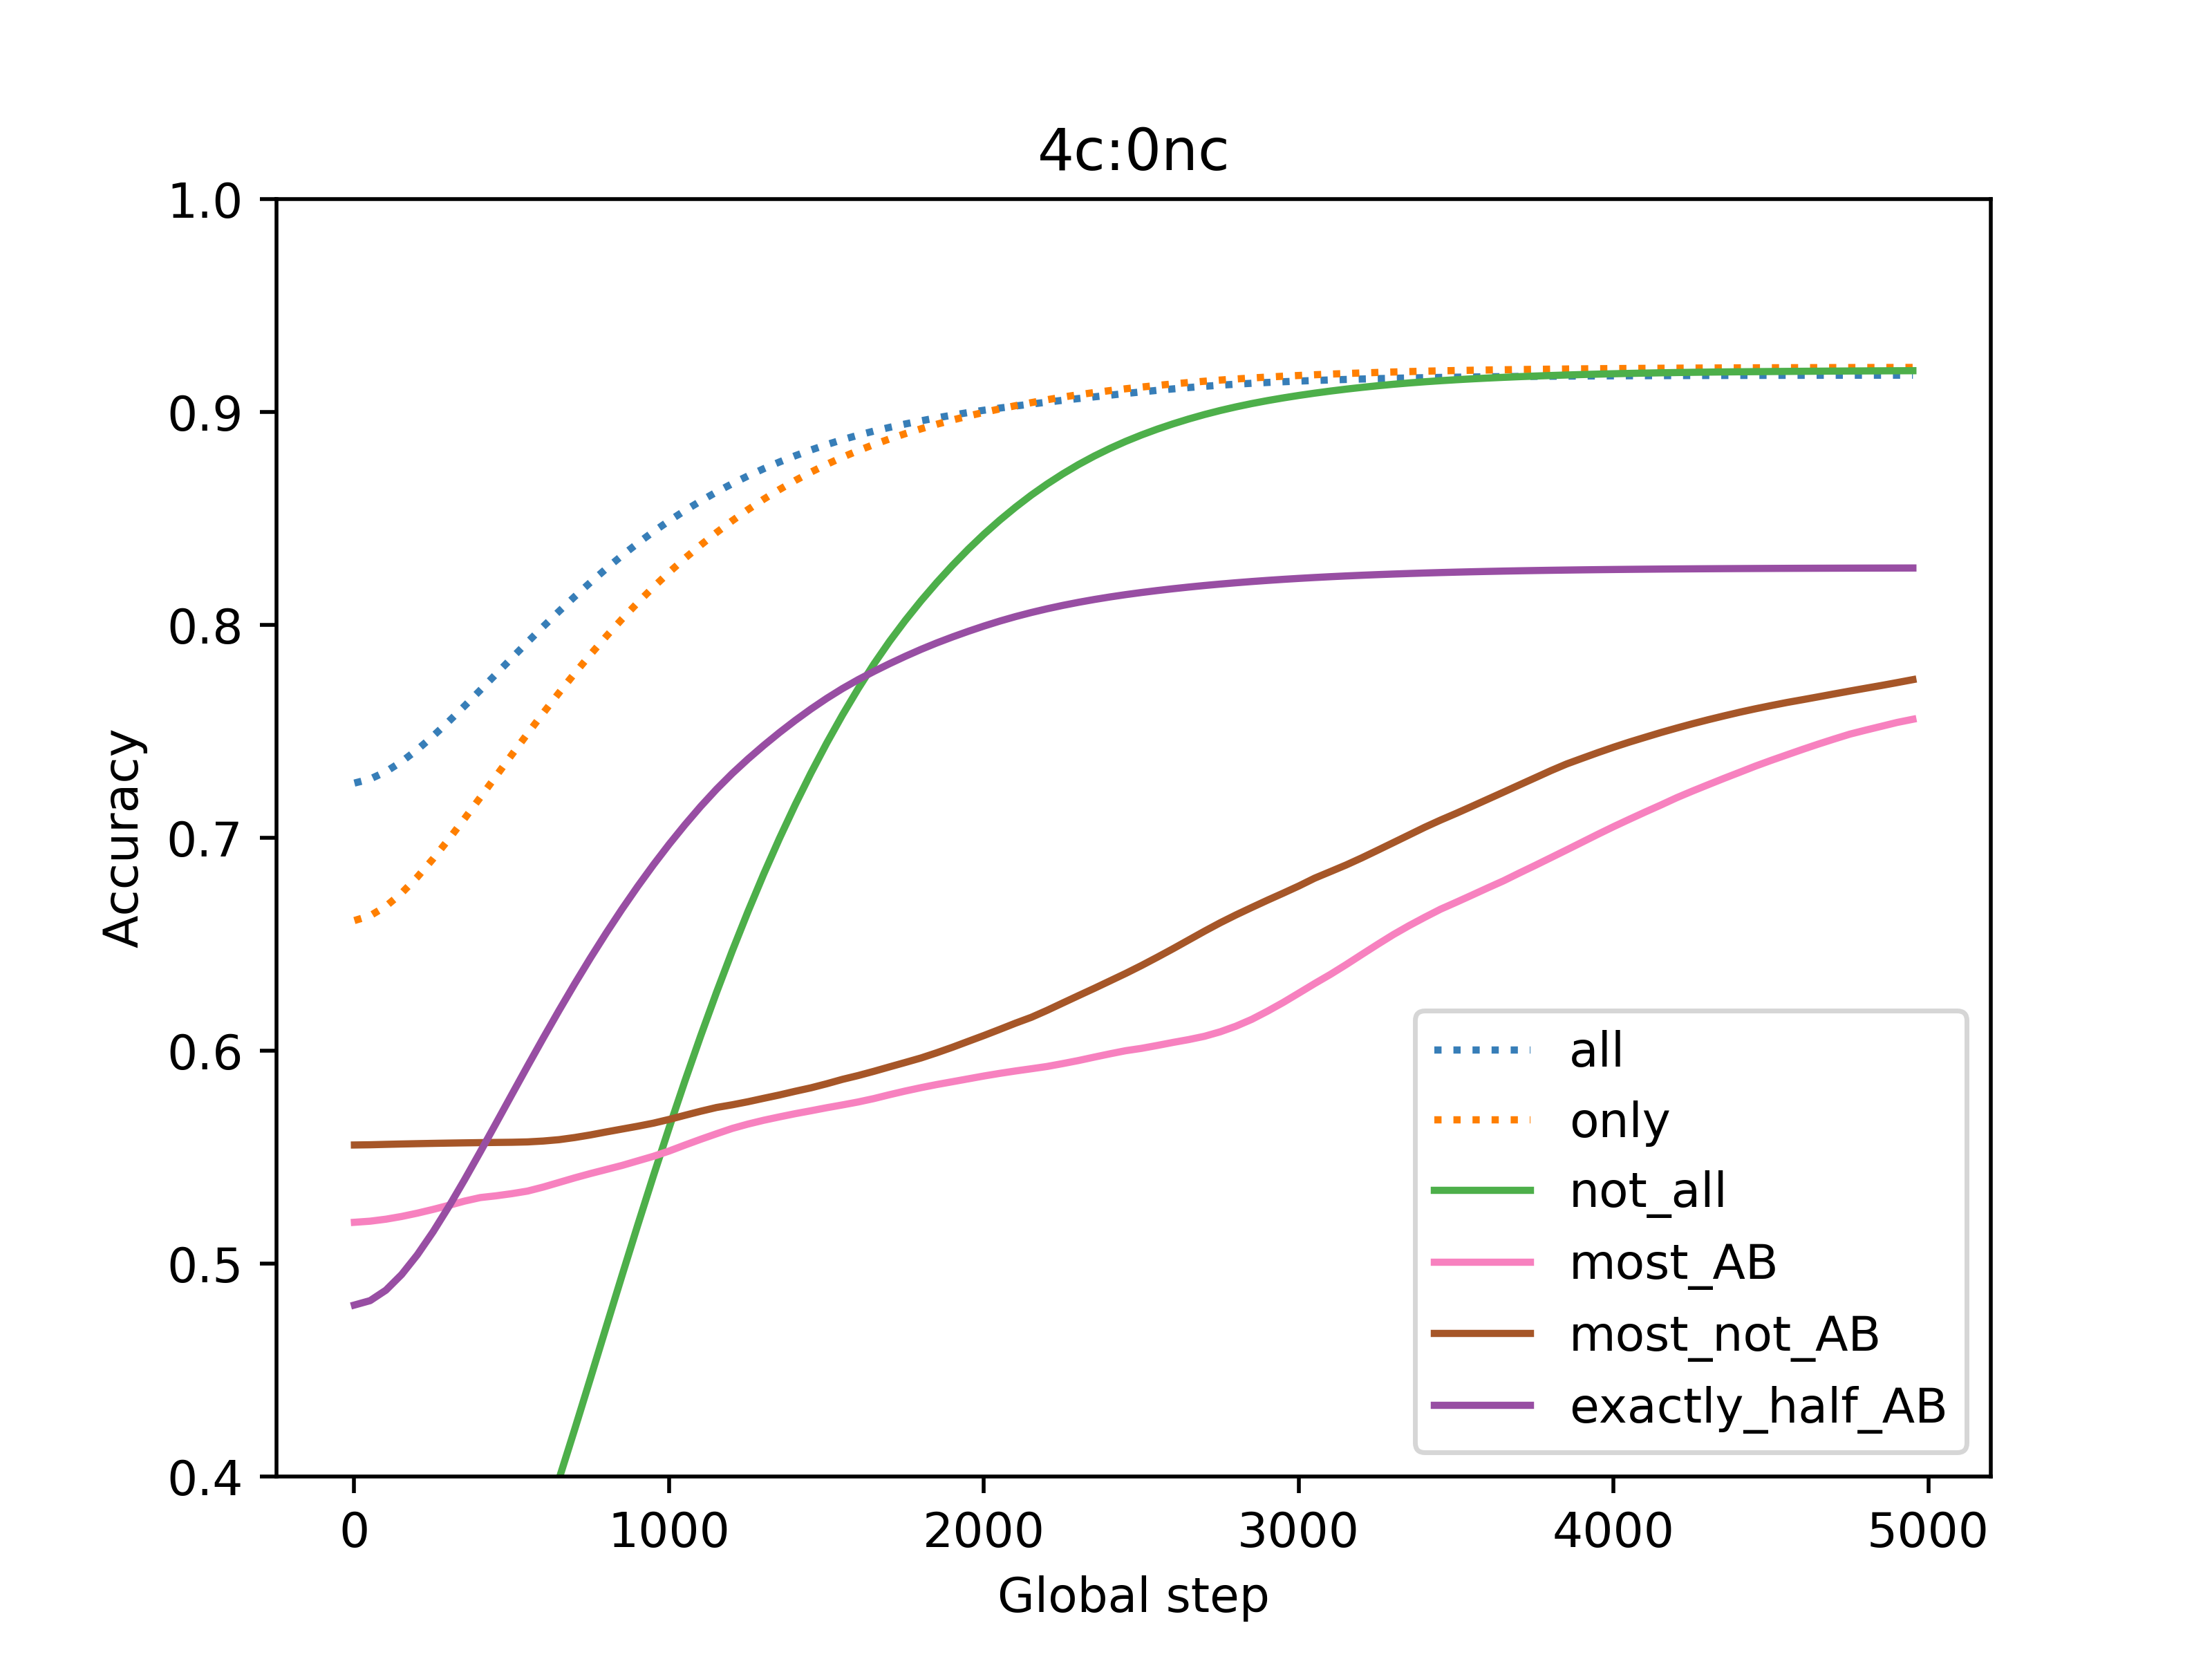 4c:0nc
1.0
0.9
0.8
0.7
0.6
0.5
0.4
Accuracy
0 1000 2000 3000 4000 5000
Global step
all
only
not_all
most_AB
most_not_AB
exactly_half_AB